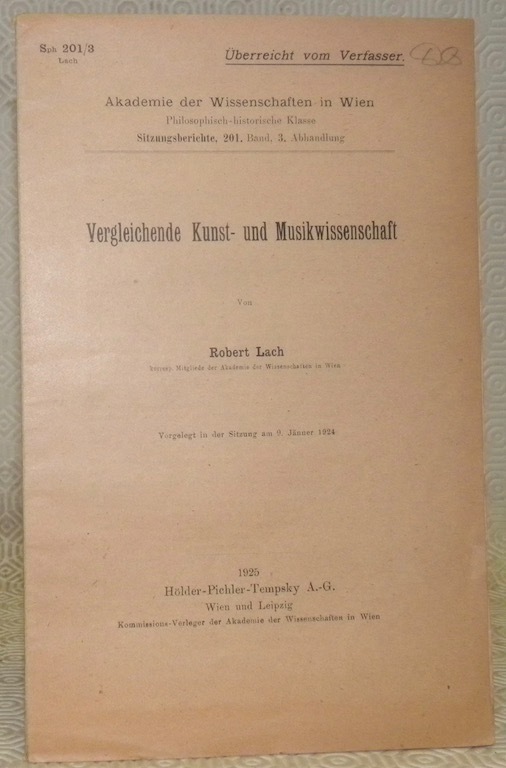 Sph 201/3
Lach
Überreicht vom Verfasser.
Akademie der Wissenschaften in Wien
Philosophisch-historische Klasse
Sitzungsberichte, 201. Band, 3. Abhandlung
Vergleichende Kunst- und Musikwissenschaft
Von
Robert Lach
korresp. Mitgliede der Akademie der Wissenschaften in Wien
Vorgelegt in der Sitzung am 9. Jänner 1924
1925
Hölder-Pichler-Tempsky A.-G.
Wien und Leipzig
Kommissions-Verleger der Akademie der Wissenschaften in Wien